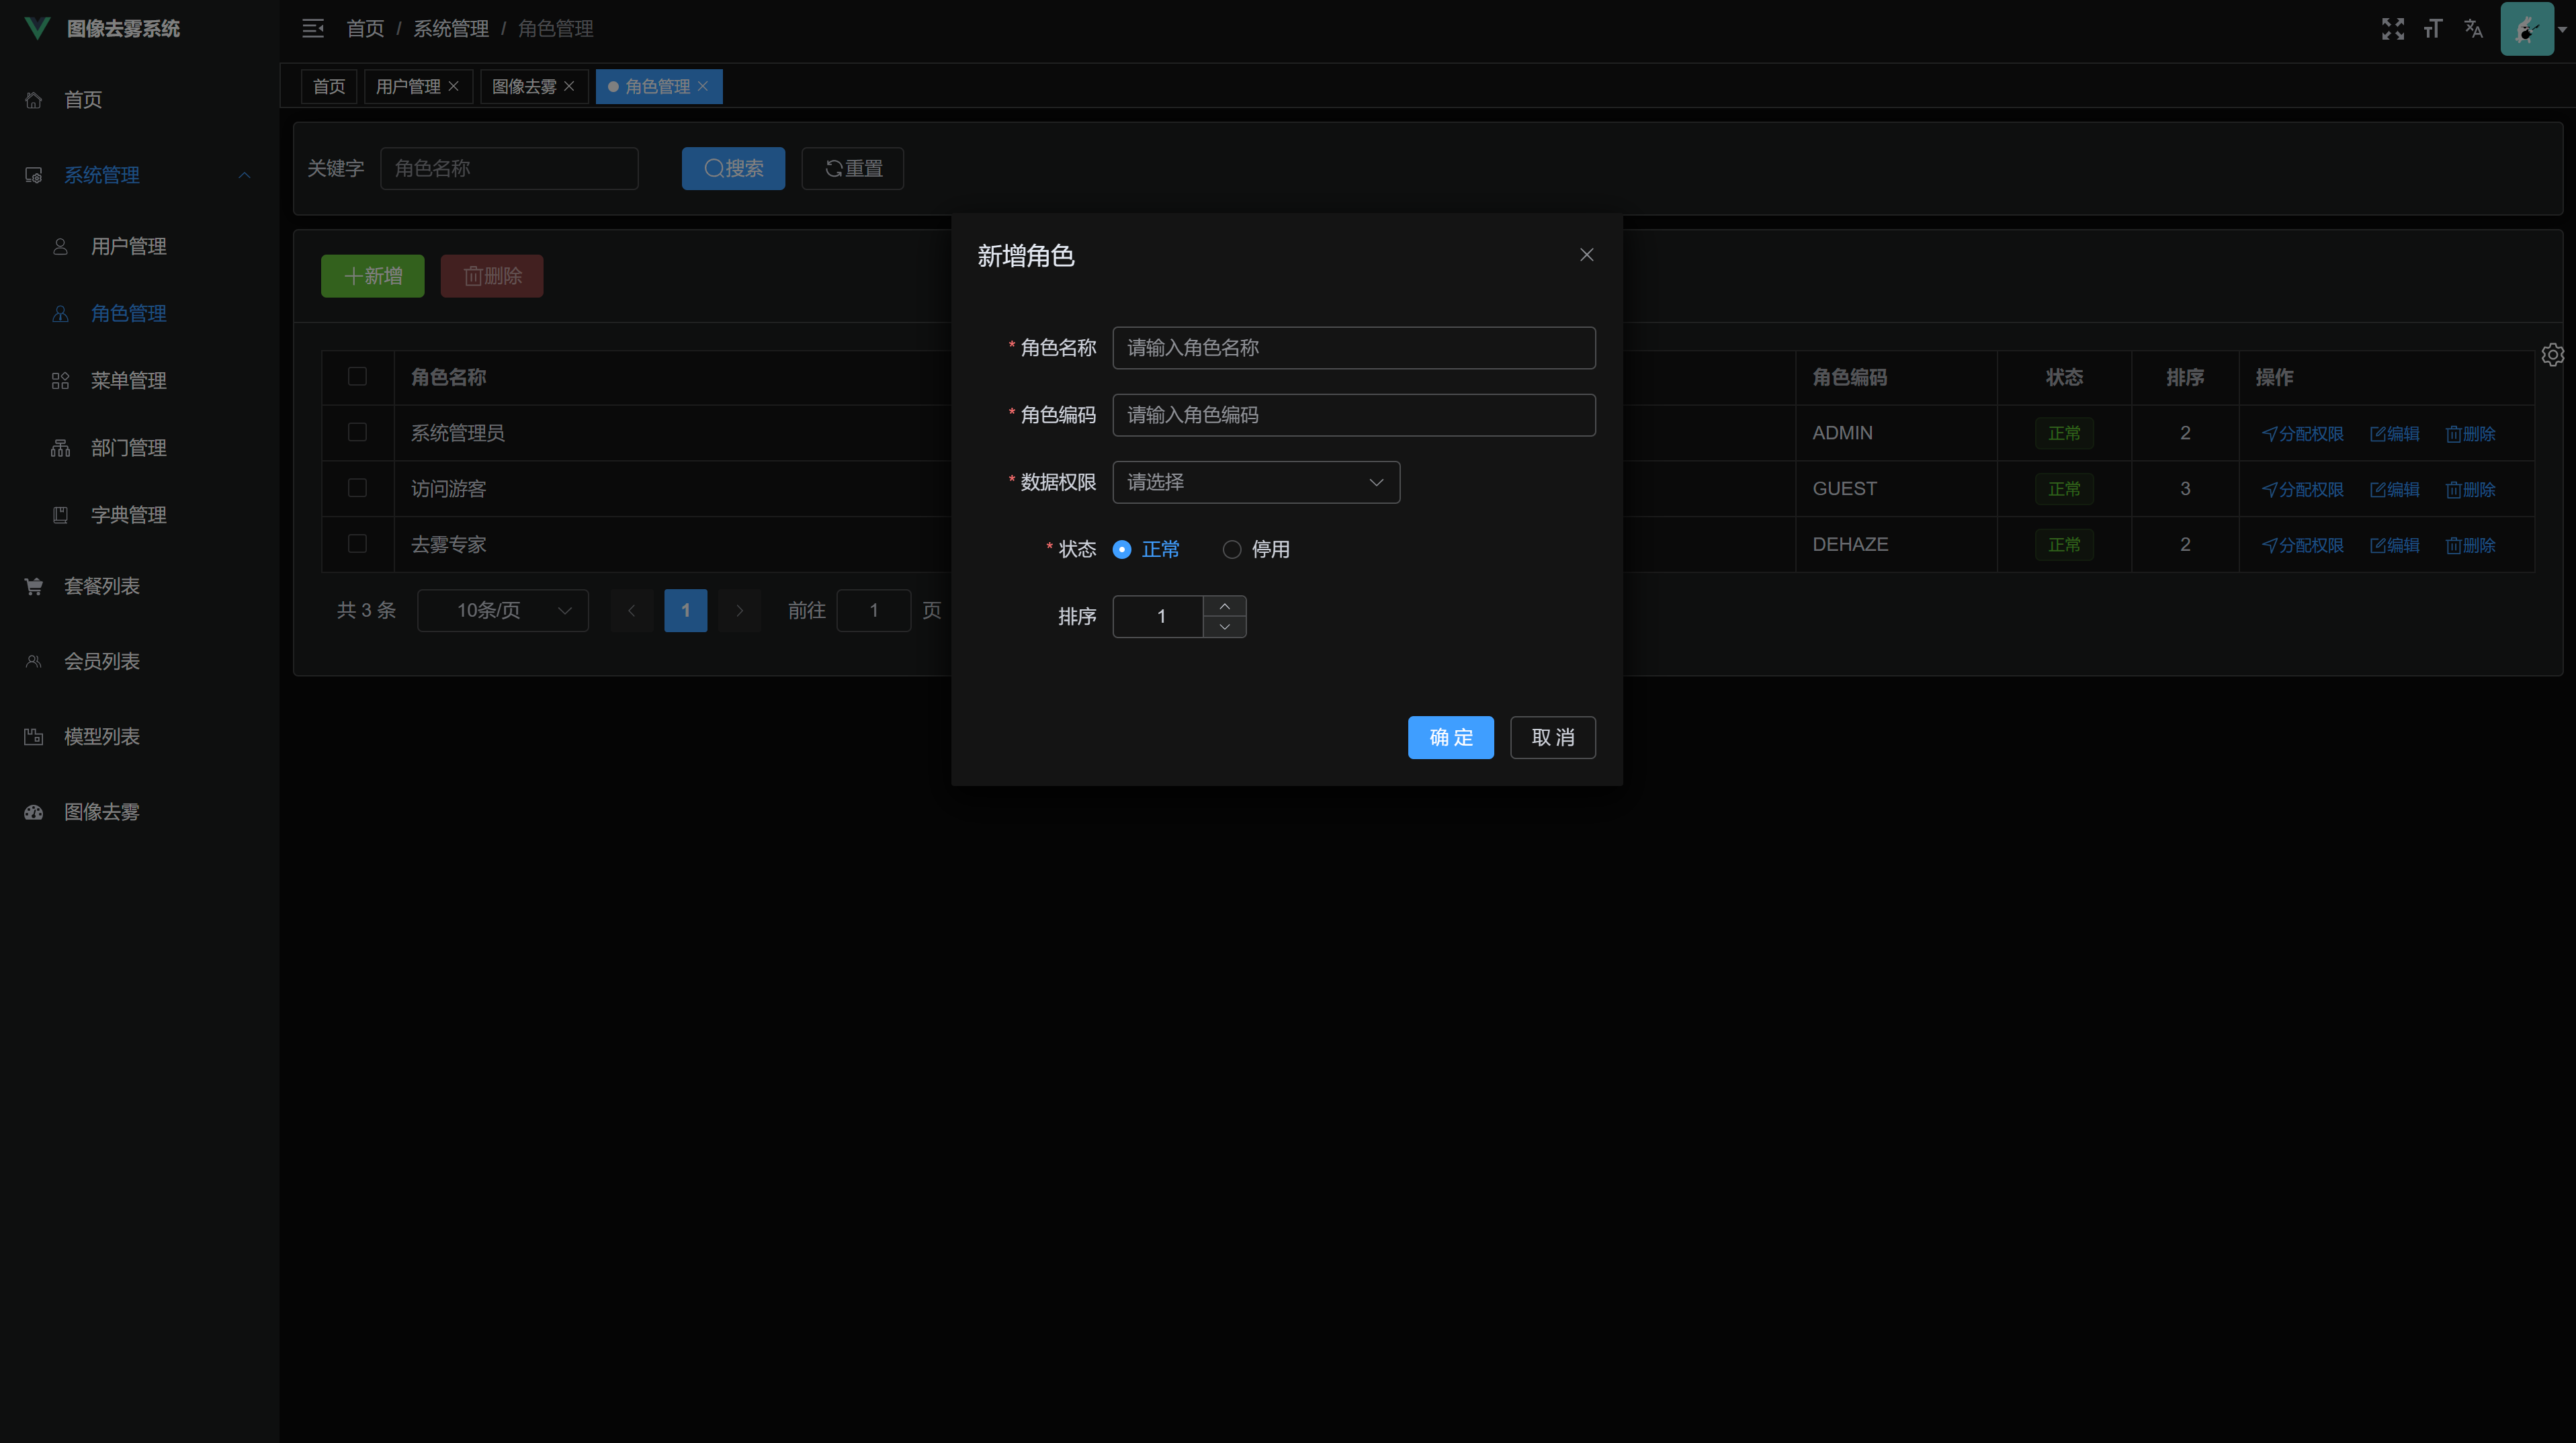 图像去雾系统
首页 / 系统管理 / 角色管理
首页
用户管理
图像去雾
角色管理
首页
系统管理
用户管理
角色管理
菜单管理
部门管理
字典管理
套餐列表
会员列表
模型列表
图像去雾
关键字 角色名称 搜索 重置
新增 删除
角色名称 角色编码 状态 排序 操作
系统管理员 ADMIN 正常 2 分配权限 编辑 删除
访问游客 GUEST 正常 3 分配权限 编辑 删除
去雾专家 DEHAZE 正常 2 分配权限 编辑 删除
共 3 条 10条/页 1 前往 1 页
新增角色
* 角色名称 请输入角色名称
* 角色编码 请输入角色编码
* 数据权限 请选择
* 状态 正常 停用
排序 1
确 定 取 消